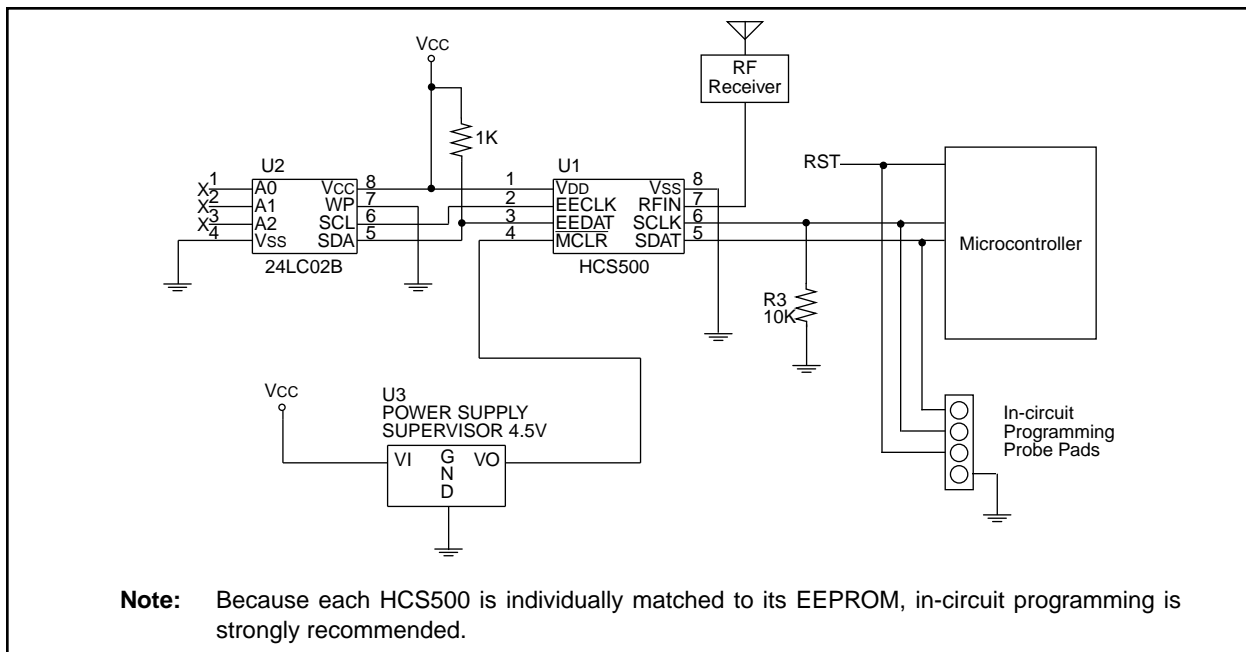 VCC
RF
Receiver
1K
RST
U2
U1
1
2
3
4
X
X
X
A0
A1
A2
VSS
VCC
WP
SCL
SDA
8
7
6
5
24LC02B
1
2
3
4
VDD
EECLK
EEDAT
MCLR
VSS
RFIN
SCLK
SDAT
8
7
6
5
HCS500
Microcontroller
R3
10K
VCC
U3
POWER SUPPLY
SUPERVISOR 4.5V
VI
G
N
D
VO
In-circuit
Programming
Probe Pads
Note: Because each HCS500 is individually matched to its EEPROM, in-circuit programming is
strongly recommended.